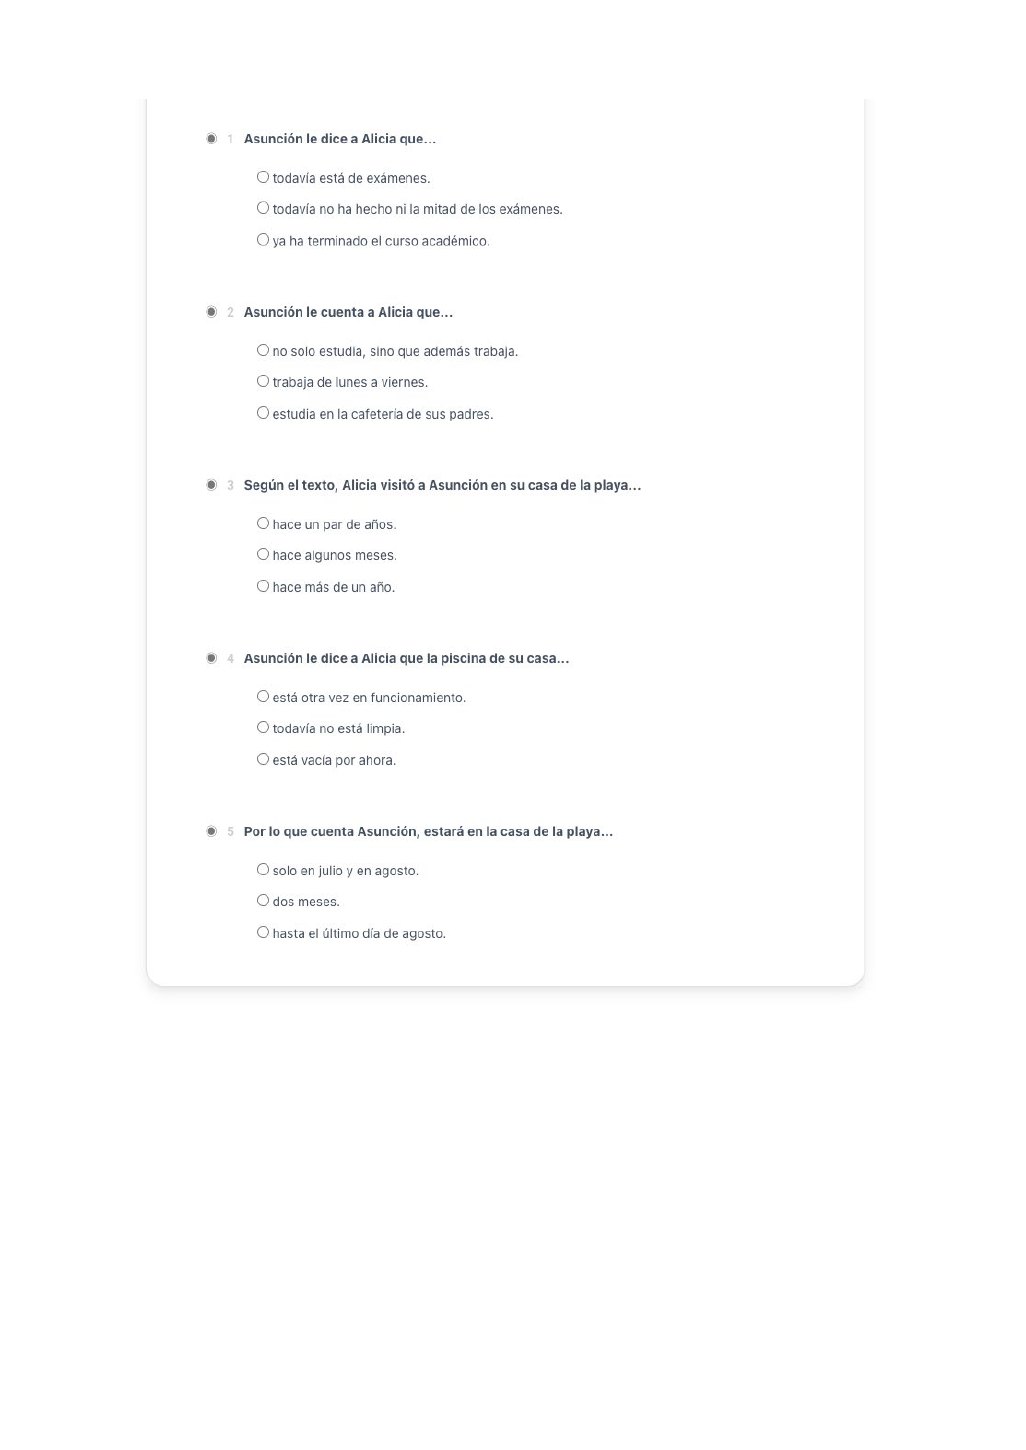 1 Asunción le dice a Alicia que...
todavía está de exámenes.
todavía no ha hecho ni la mitad de los exámenes.
ya ha terminado el curso académico.
2 Asunción le cuenta a Alicia que...
no solo estudia, sino que además trabaja.
trabaja de lunes a viernes.
estudia en la cafetería de sus padres.
3 Según el texto, Alicia visitó a Asunción en su casa de la playa...
hace un par de años.
hace algunos meses.
hace más de un año.
4 Asunción le dice a Alicia que la piscina de su casa...
está otra vez en funcionamiento.
todavía no está limpia.
está vacía por ahora.
5 Por lo que cuenta Asunción, estará en la casa de la playa...
solo en julio y en agosto.
dos meses.
hasta el último día de agosto.